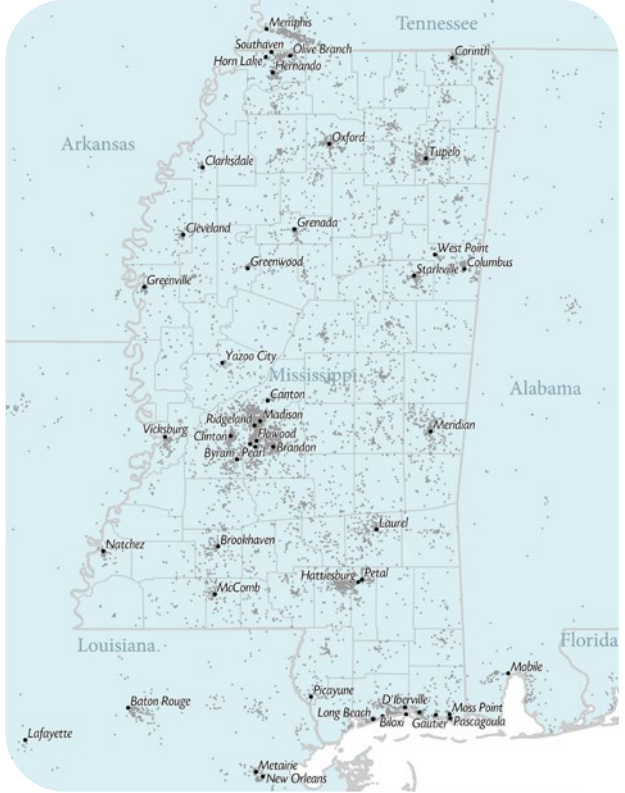 Memphis
Tennessee
Southaven
Olive Branch
Corinth
Horn Lake
Hernando
Arkansas
Oxford
Tupelo
Clarksdale
Cleveland
Grenada
West Point
Greenwood
Starkville
Columbus
Greenville
Yazoo City
Mississippi
Alabama
Canton
Ridgeland
Madison
Vicksburg
Clinton
Flowood
Meridian
Byram
Pearl
Brandon
Laurel
Natchez
Brookhaven
Hattiesburg
Petal
McComb
Louisiana
Florida
Mobile
Picayune
Baton Rouge
D'Iberville
Long Beach
Moss Point
Biloxi
Gautier
Pascagoula
Lafayette
Metairie
New Orleans